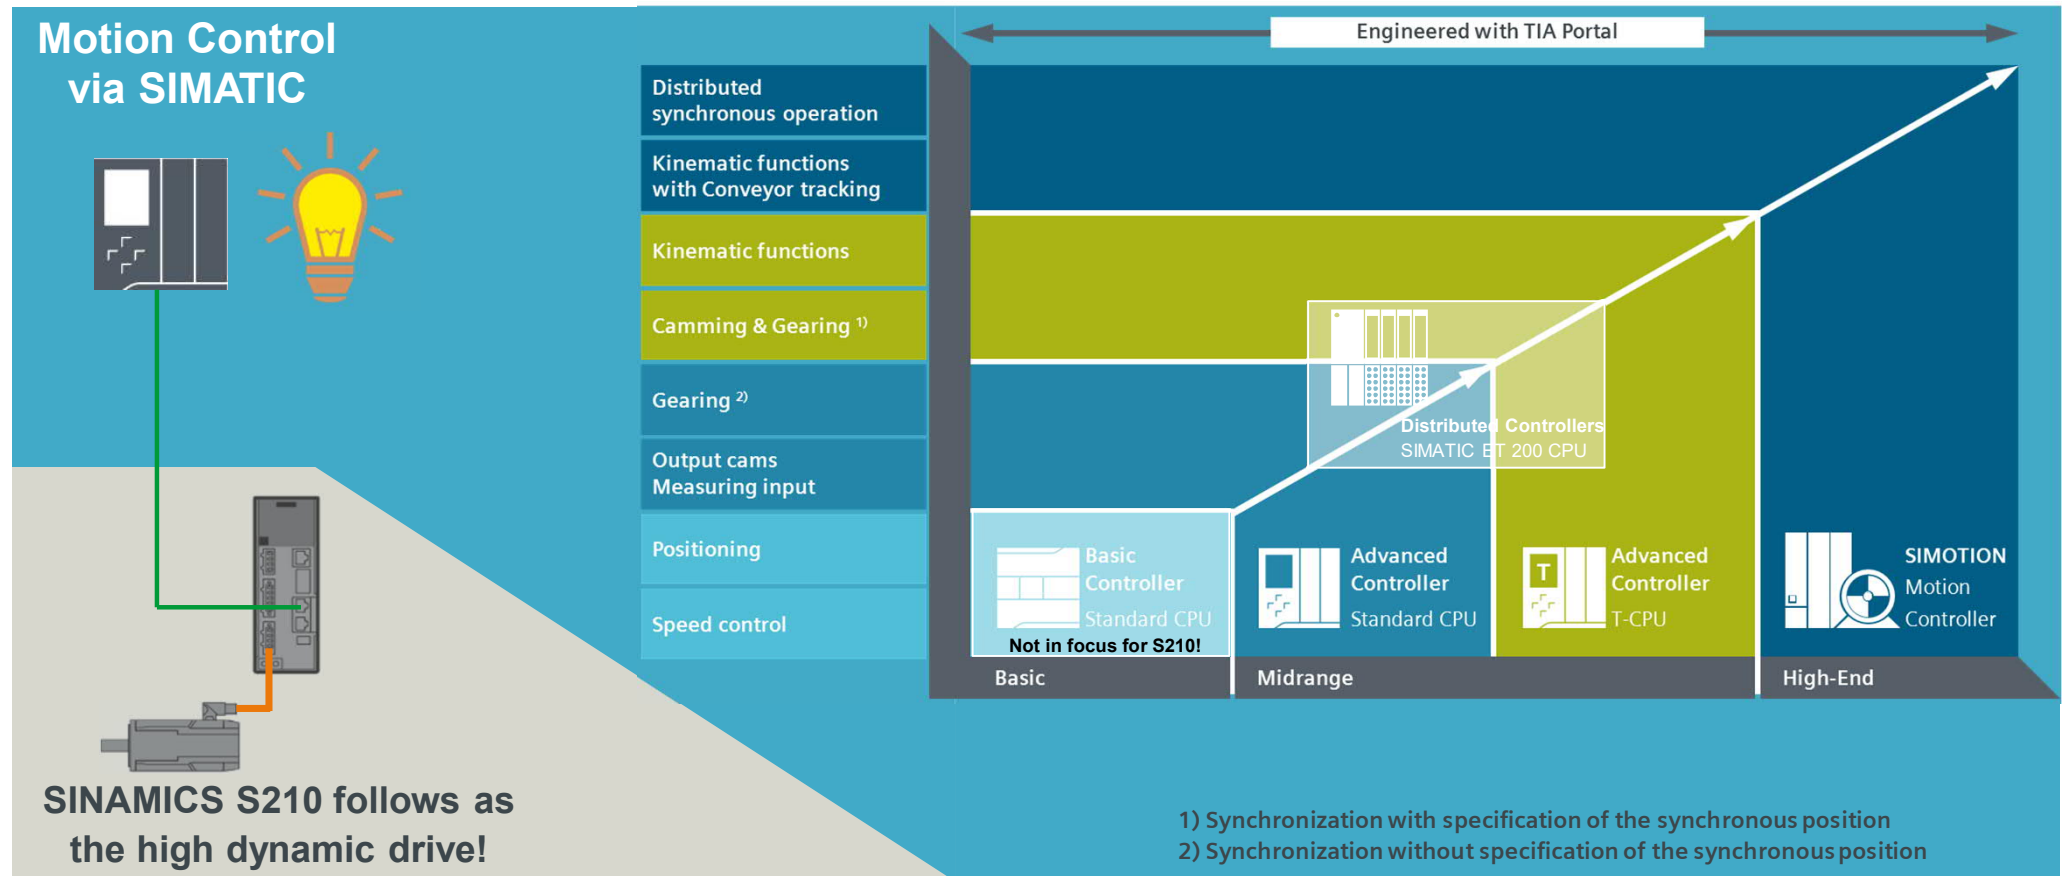 Motion Control
via SIMATIC
SINAMICS S210 follows as
the high dynamic drive!
Engineered with TIA Portal
Distributed
synchronous operation
Kinematic functions
with Conveyor tracking
Kinematic functions
Camming & Gearing 1)
Gearing 2)
Output cams
Measuring input
Positioning
Speed control
Distributed Controllers
SIMATIC ET 200 CPU
Basic
Controller
Standard CPU
Not in focus for S210!
Advanced
Controller
Standard CPU
T
Advanced
Controller
T-CPU
SIMOTION
Motion
Controller
Basic
Midrange
High-End
1) Synchronization with specification of the synchronous position
2) Synchronization without specification of the synchronous position